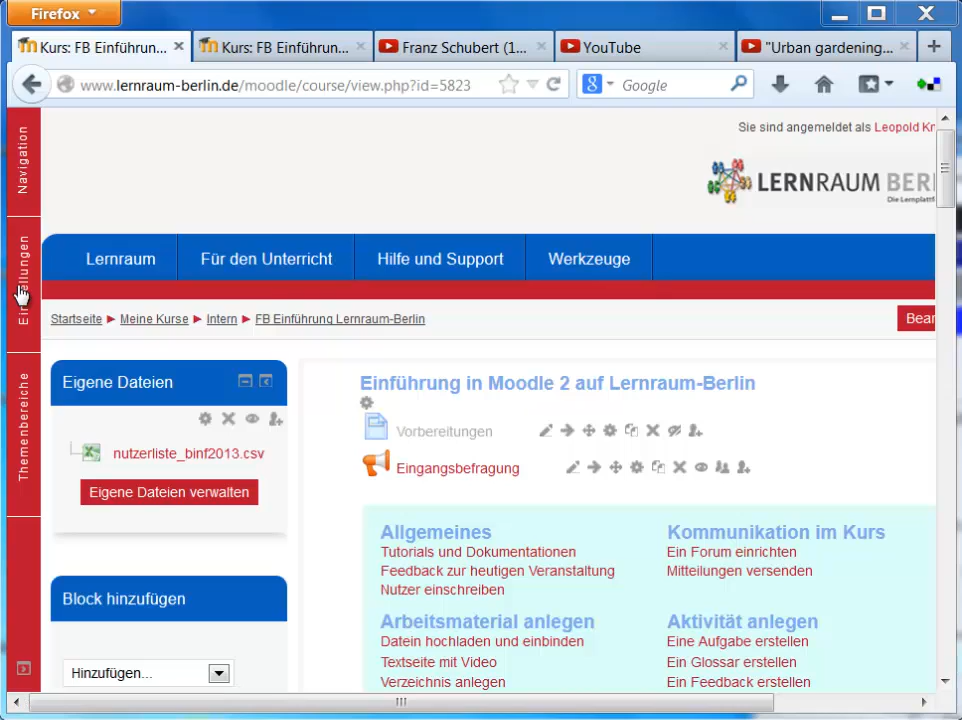 Firefox
Kurs: FB Einführun...
Kurs: FB Einführun...
Franz Schubert (1...
YouTube
"Urban gardening...
www.lernraum-berlin.de/moodle/course/view.php?id=5823
Google
Navigation
Einstellungen
Themenbereiche
Sie sind angemeldet als Leopold Kr
LERNRAUM BERL
Die Lernplattf
Lernraum
Für den Unterricht
Hilfe und Support
Werkzeuge
Startseite ► Meine Kurse ► Intern ► FB Einführung Lernraum-Berlin
Bear
Eigene Dateien
nutzerliste_binf2013.csv
Eigene Dateien verwalten
Block hinzufügen
Hinzufügen...
Einführung in Moodle 2 auf Lernraum-Berlin
Vorbereitungen
Eingangsbefragung
Allgemeines
Tutorials und Dokumentationen
Feedback zur heutigen Veranstaltung
Nutzer einschreiben
Kommunikation im Kurs
Ein Forum einrichten
Mitteilungen versenden
Arbeitsmaterial anlegen
Datein hochladen und einbinden
Textseite mit Video
Verzeichnis anlegen
Aktivität anlegen
Eine Aufgabe erstellen
Ein Glossar erstellen
Ein Feedback erstellen